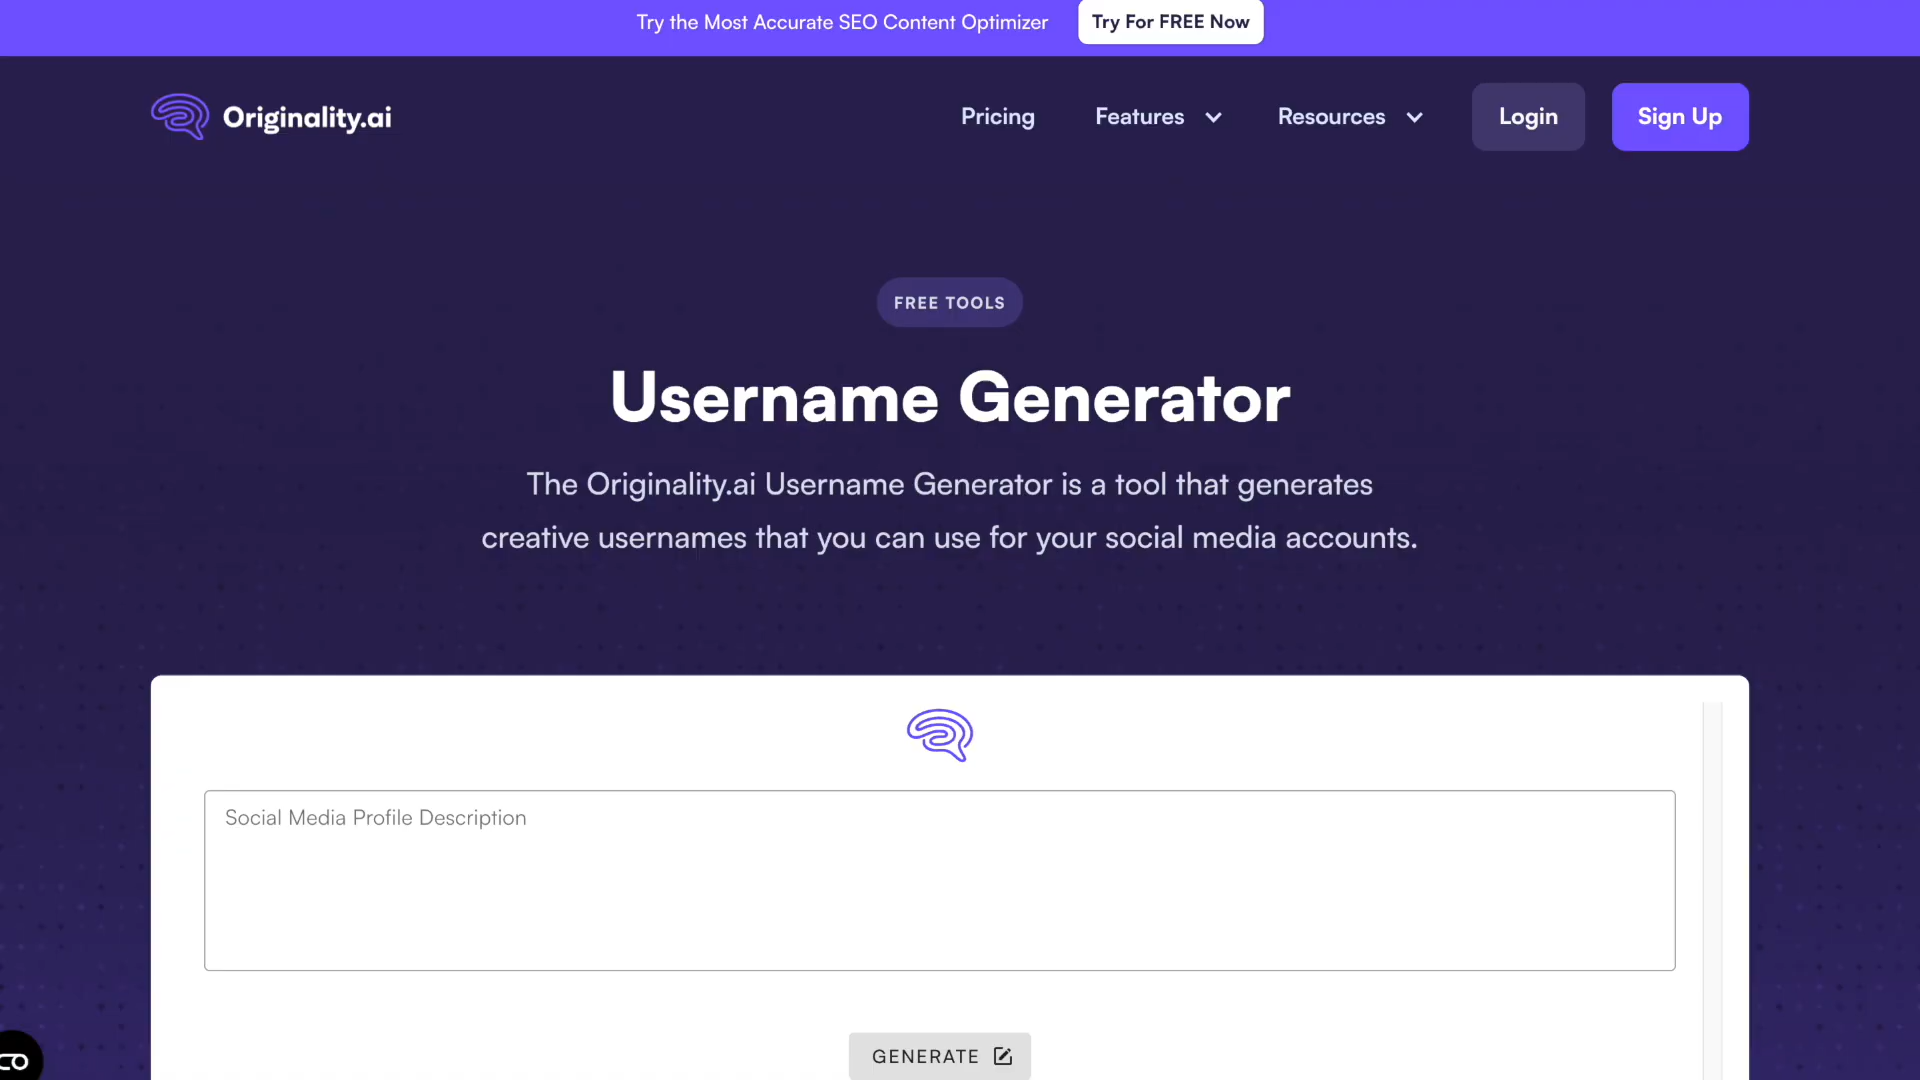 Try the Most Accurate SEO Content Optimizer
Try For FREE Now
Originality.ai
Pricing
Features
Resources
Login
Sign Up
FREE TOOLS
Username Generator
The Originality.ai Username Generator is a tool that generates
creative usernames that you can use for your social media accounts.
Social Media Profile Description
GENERATE